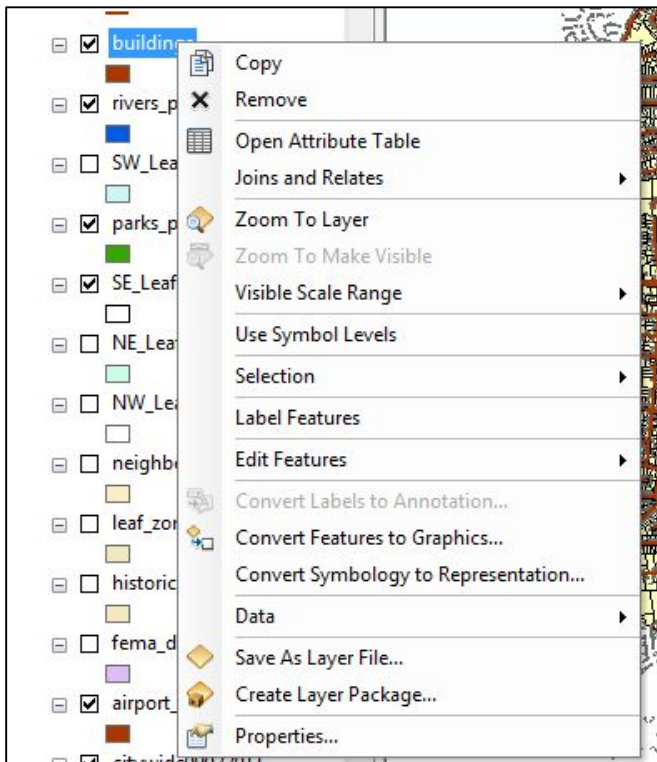 buildings
Copy
rivers_p
Remove
Open Attribute Table
SW_Lea
Joins and Relates
parks_p
Zoom To Layer
Zoom To Make Visible
SE_Leaf
Visible Scale Range
Use Symbol Levels
NE_Lea
Selection
NW_Lea
Label Features
neighb
Edit Features
Convert Labels to Annotation...
leaf_zon
Convert Features to Graphics...
historic
Convert Symbology to Representation...
Data
fema_d
Save As Layer File...
airport_
Create Layer Package...
Properties...